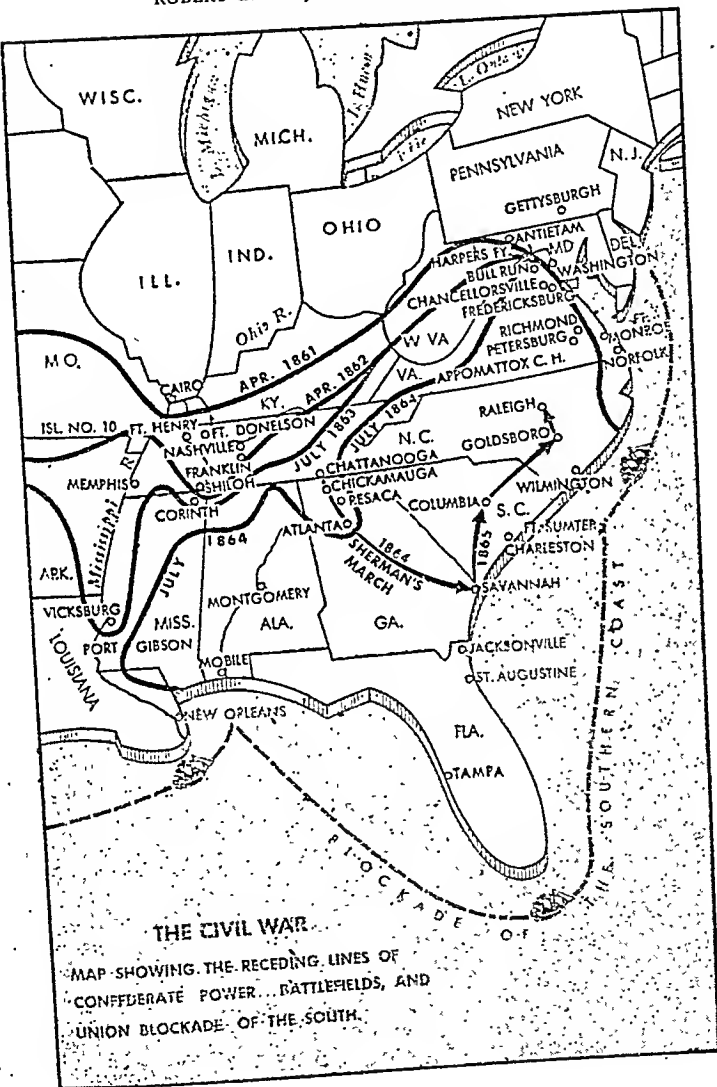 WISC.
L. Michigan
MICH.
L. Huron
L. Ontario
Erie
NEW YORK
PENNSYLVANIA
N.J.
GETTYSBURGH
OHIO
IND.
ILL.
ANTIETAM
MD
DEL.
HARPERS FY.
BULL RUN
WASHINGTON
CHANCELLORSVILLE
FREDERICKSBURG
Ohio R.
W VA
RICHMOND
FT. MONROE
PETERSBURG
NORFOLK
MO.
APR. 1861
APR. 1862
VA.
APPOMATTOX C. H.
CAIRO
KY.
JULY 1863
JULY 1864
RALEIGH
ISL. NO. 10
FT. HENRY
FT. DONELSON
N.C.
GOLDSBORO
NASHVILLE
FRANKLIN
CHATTANOOGA
CHICKAMAUGA
MEMPHIS
SHILOH
RESACA
COLUMBIA
S.C.
WILMINGTON
CORINTH
ATLANTA
FT. SUMTER
CHARLESTON
Mississippi R.
JULY 1864
1864
SHERMAN'S
MARCH
1865
SAVANNAH
ARK.
VICKSBURG
MONTGOMERY
MISS.
ALA.
GA.
PORT GIBSON
LOUISIANA
MOBILE
JACKSONVILLE
ST. AUGUSTINE
NEW ORLEANS
FLA.
TAMPA
BLOCKADE OF THE SOUTHERN COAST
THE CIVIL WAR
MAP SHOWING THE RECEDING LINES OF
CONFEDERATE POWER... BATTLEFIELDS, AND
UNION BLOCKADE OF THE SOUTH.